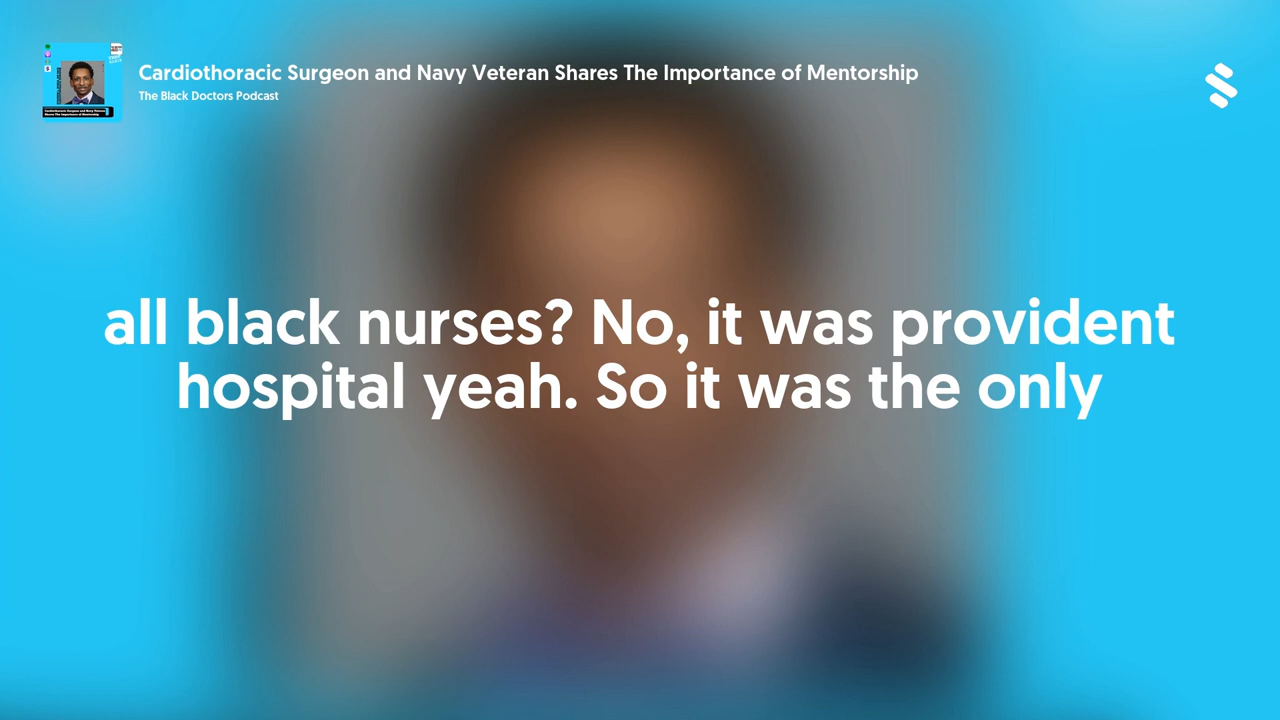 Cardiothoracic Surgeon and Navy Veteran Shares The Importance of Mentorship
The Black Doctors Podcast
all black nurses? No, it was provident
hospital yeah. So it was the only